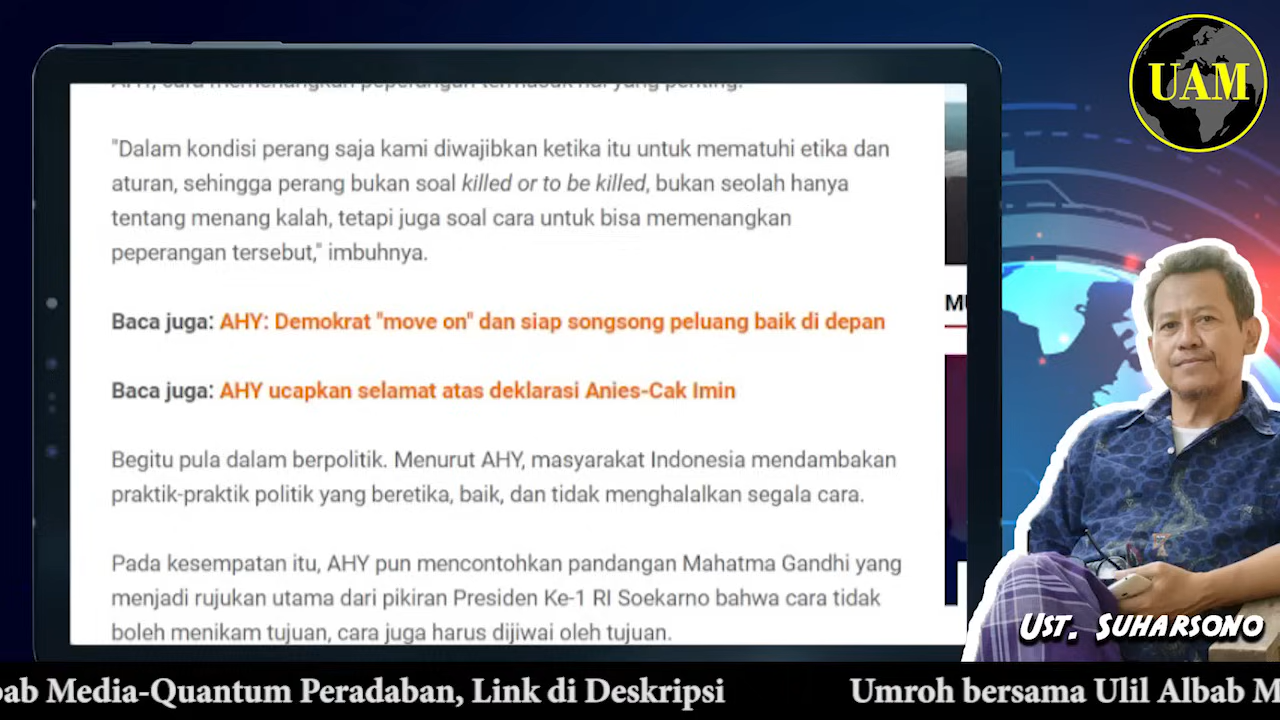 UAM
"Dalam kondisi perang saja kami diwajibkan ketika itu untuk mematuhi etika dan
aturan, sehingga perang bukan soal killed or to be killed, bukan seolah hanya
tentang menang kalah, tetapi juga soal cara untuk bisa memenangkan
peperangan tersebut," imbuhnya.
Baca juga: AHY: Demokrat "move on" dan siap songsong peluang baik di depan
Baca juga: AHY ucapkan selamat atas deklarasi Anies-Cak Imin
Begitu pula dalam berpolitik. Menurut AHY, masyarakat Indonesia mendambakan
praktik-praktik politik yang beretika, baik, dan tidak menghalalkan segala cara.
Pada kesempatan itu, AHY pun mencontohkan pandangan Mahatma Gandhi yang
menjadi rujukan utama dari pikiran Presiden Ke-1 RI Soekarno bahwa cara tidak
boleh menikam tujuan, cara juga harus dijiwai oleh tujuan.
UST. SUHARSONO
Media-Quantum Peradaban, Link di Deskripsi Umroh bersama Ulil Albab